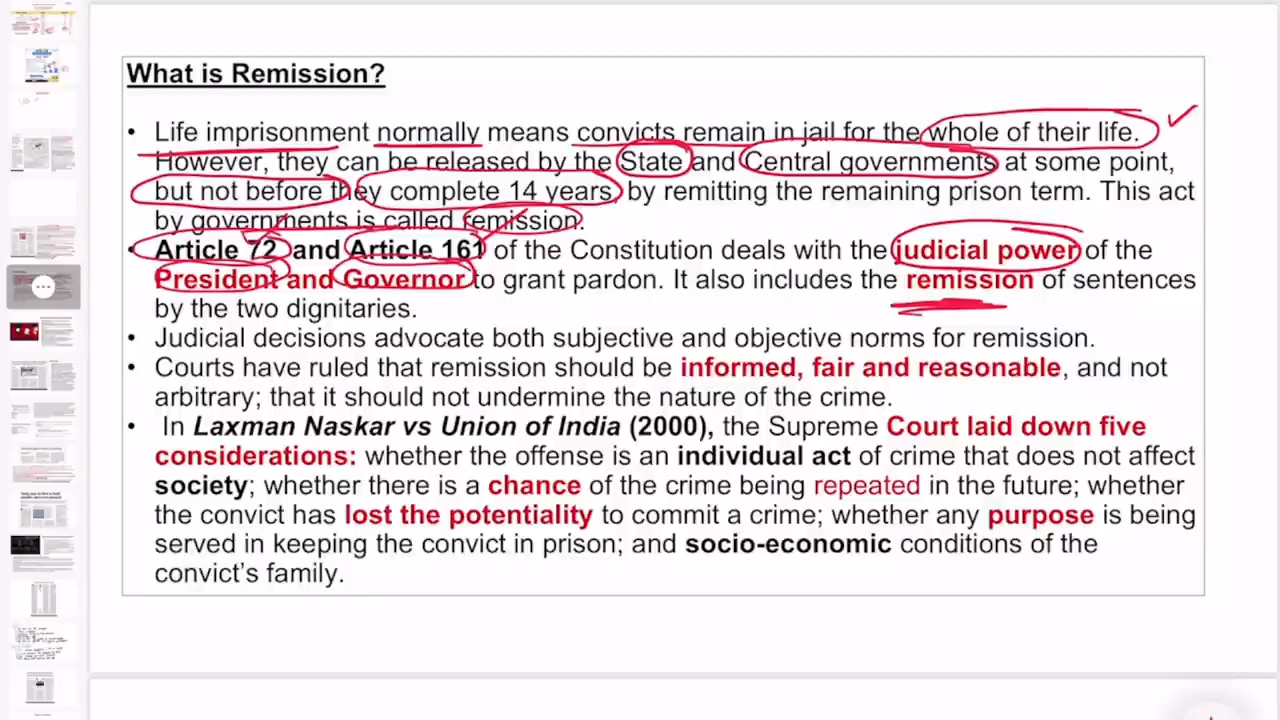 What is Remission?
• Life imprisonment normally means convicts remain in jail for the whole of their life.
However, they can be released by the State and Central governments at some point,
but not before they complete 14 years, by remitting the remaining prison term. This act
by governments is called remission.
• Article 72 and Article 161 of the Constitution deals with the judicial power of the
President and Governor to grant pardon. It also includes the remission of sentences
by the two dignitaries.
• Judicial decisions advocate both subjective and objective norms for remission.
• Courts have ruled that remission should be informed, fair and reasonable, and not
arbitrary; that it should not undermine the nature of the crime.
• In Laxman Naskar vs Union of India (2000), the Supreme Court laid down five
considerations: whether the offense is an individual act of crime that does not affect
society; whether there is a chance of the crime being repeated in the future; whether
the convict has lost the potentiality to commit a crime; whether any purpose is being
served in keeping the convict in prison; and socio-economic conditions of the
convict’s family.